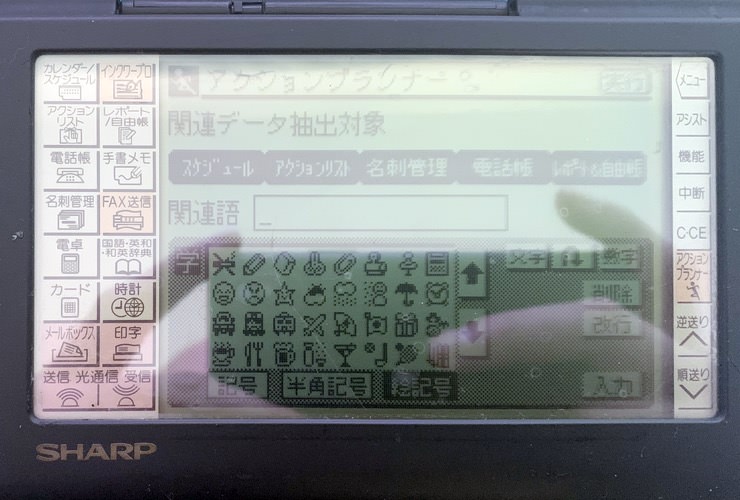 カレンダー/
スケジュール
インクワープロ
アクション
リスト
レポート
/自由帳
電話帳
手書メモ
名刺管理
FAX送信
電卓
国語・英和
・和英辞典
カード
時計
メールボックス
印字
送信 光通信 受信
アクションプランナー
実行
関連データ抽出対象
スケジュール
アクションリスト
名刺管理
電話帳
レポート&自由帳
関連語
字
文字
数字
削除
改行
入力
記号
半角記号
絵記号
メニュー
アシスト
機能
中断
C・CE
アクション
プランナー
逆送り
順送り
SHARP